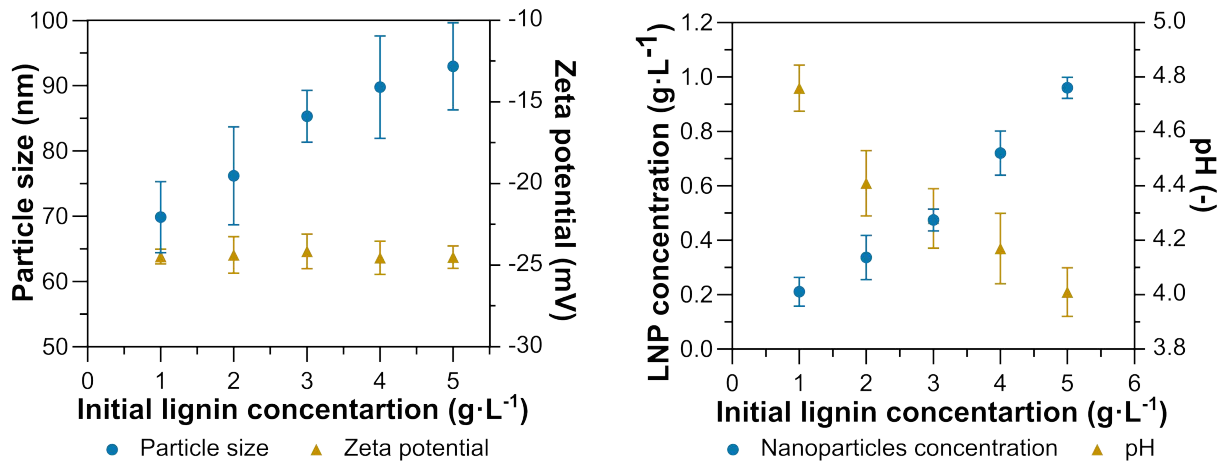 Particle size (nm)
100
90
80
70
60
50
0 1 2 3 4 5
-10
-15
-20
-25
-30
Zeta potential (mV)
Initial lignin concentartion (g·L⁻¹)
Particle size Zeta potential
LNP concentration (g·L⁻¹)
1.2
1.0
0.8
0.6
0.4
0.2
0.0
0 1 2 3 4 5 6
5.0
4.8
4.6
4.4
4.2
4.0
3.8
pH (-)
Initial lignin concentartion (g·L⁻¹)
Nanoparticles concentration pH